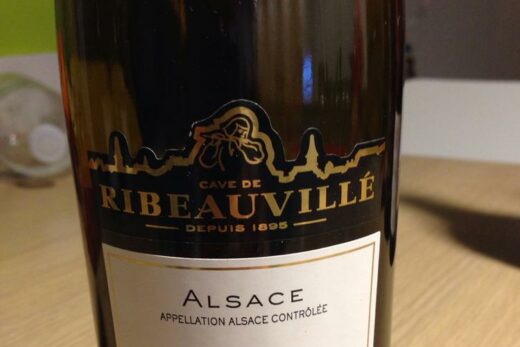 CAVE DE
RIBEAUVILLÉ
DEPUIS 1895
ALSACE
APPELLATION ALSACE CONTRÔLÉE